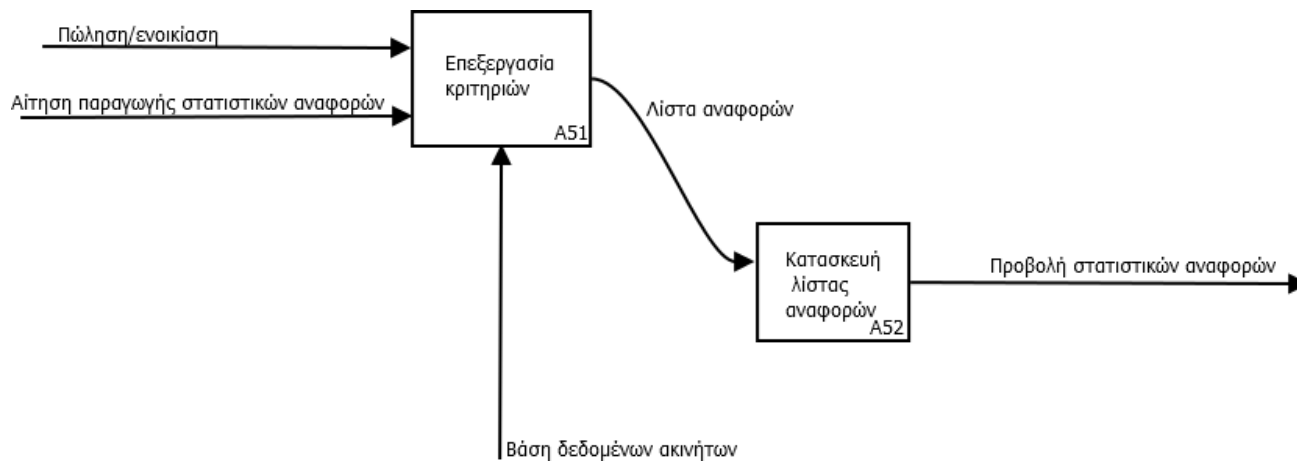 Πώληση/ενοικίαση
Αίτηση παραγωγής στατιστικών αναφορών
Επεξεργασία
κριτηριών
A51
Λίστα αναφορών
Κατασκευή
λίστας
αναφορών
A52
Προβολή στατιστικών αναφορών
Βάση δεδομένων ακινήτων